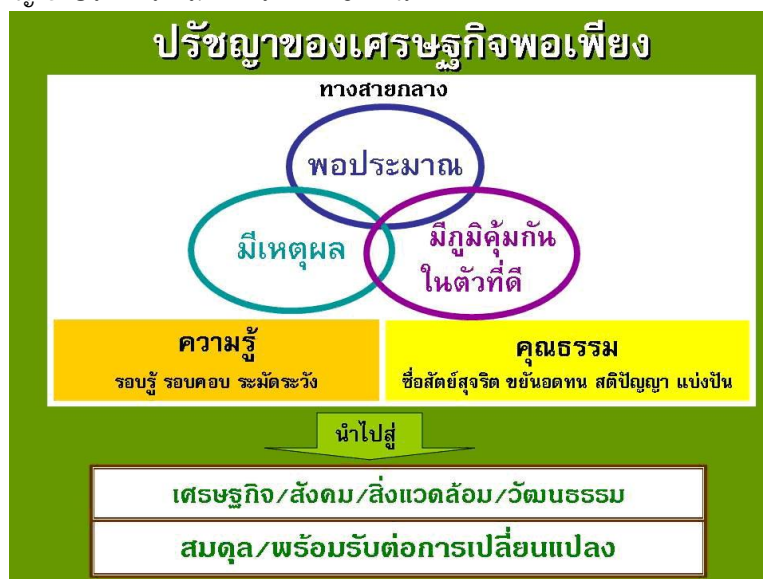 ปรัชญาของเศรษฐกิจพอเพียง
ทางสายกลาง
พอประมาณ
มีเหตุผล
มีภูมิคุ้มกัน
ในตัวที่ดี
ความรู้
รอบรู้ รอบคอบ ระมัดระวัง
คุณธรรม
ซื่อสัตย์สุจริต ขยันอดทน สติปัญญา แบ่งปัน
นำไปสู่
เศรษฐกิจ/สังคม/สิ่งแวดล้อม/วัฒนธรรม
สมดุล/พร้อมรับต่อการเปลี่ยนแปลง